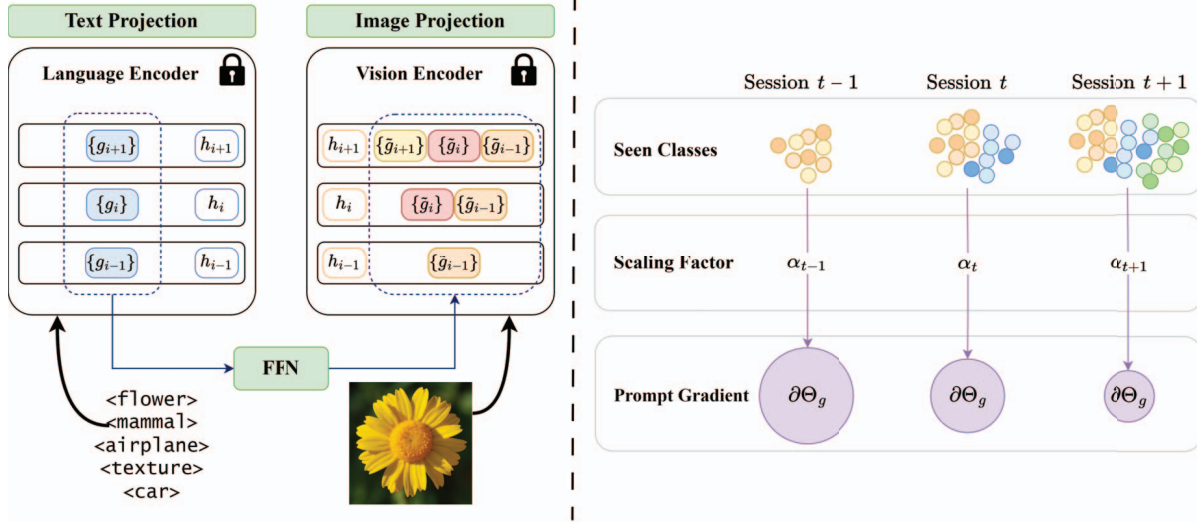 Text Projection
Image Projection
Language Encoder
Vision Encoder
{g_{i+1}} h_{i+1}
{g_i} h_i
{g_{i-1}} h_{i-1}
h_{i+1} {g̃_{i+1}} {g̃_i} {g̃_{i-1}}
h_i {g̃_i} {g̃_{i-1}}
h_{i-1} {g̃_{i-1}}
FFN
<flower>
<mammal>
<airplane>
<texture>
<car>
Session t − 1
Session t
Session t + 1
Seen Classes
Scaling Factor
α_{t−1}
α_t
α_{t+1}
Prompt Gradient
∂Θ_g
∂Θ_g
∂Θ_g